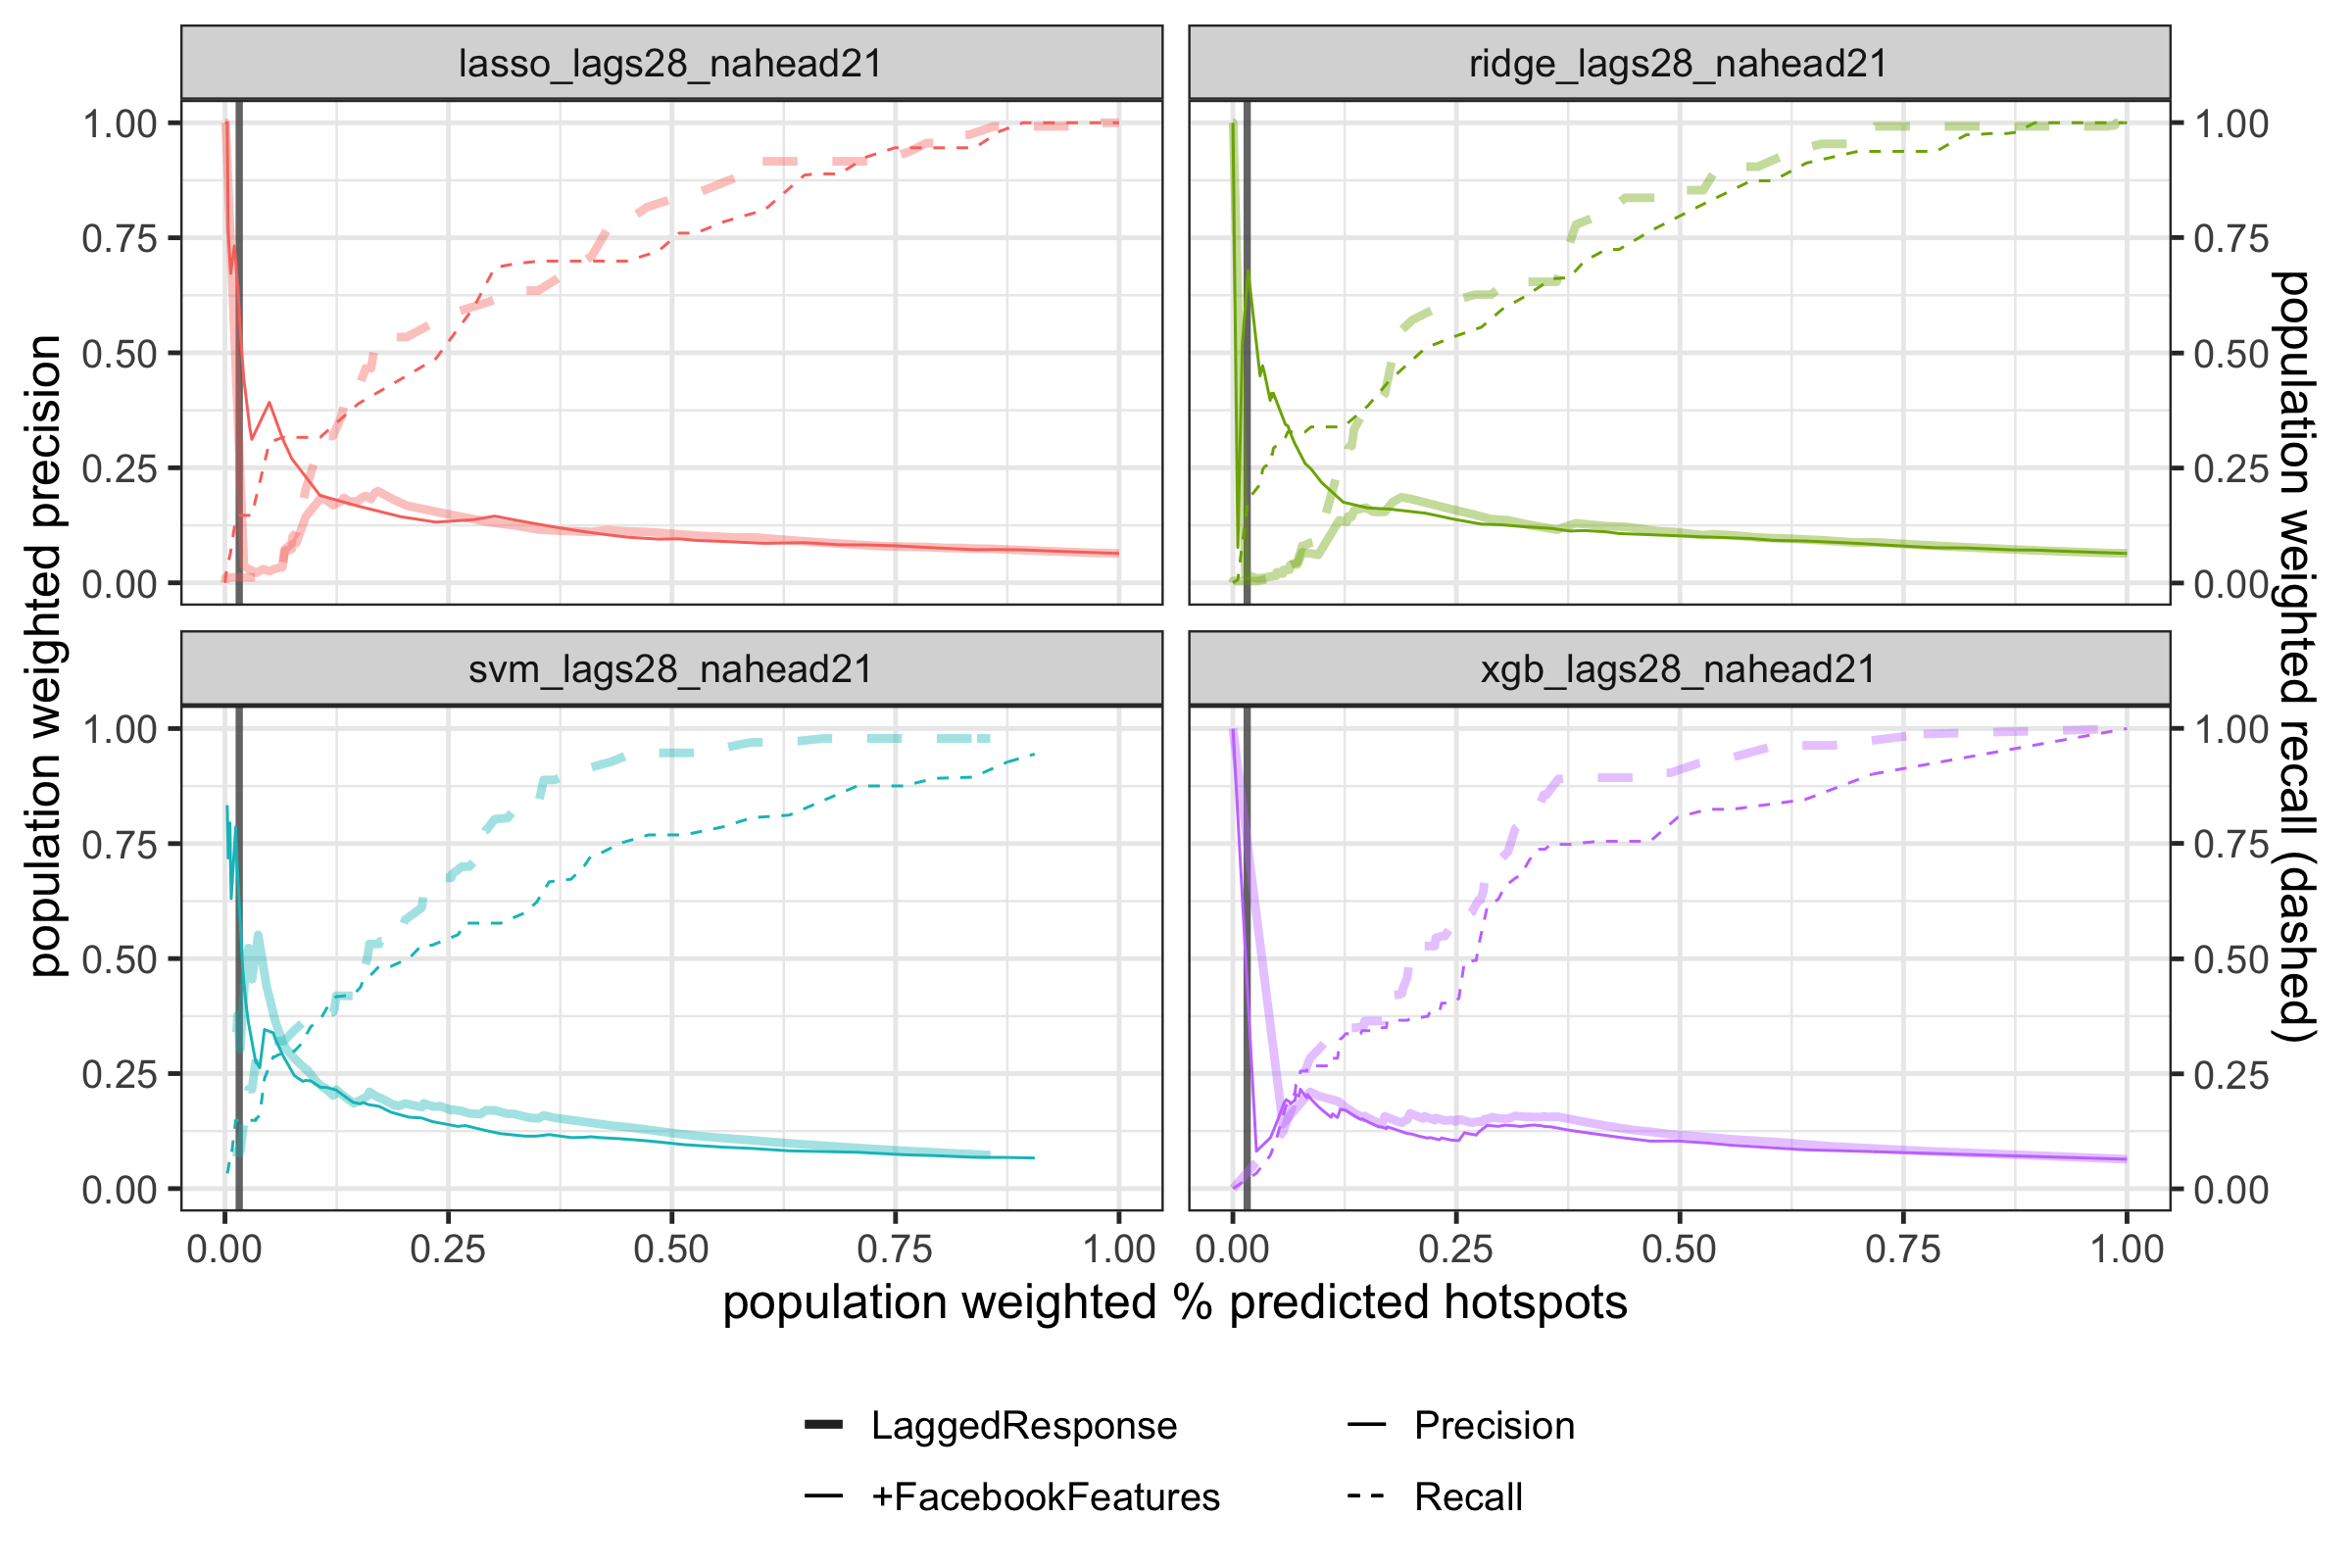 lasso_lags28_nahead21
ridge_lags28_nahead21
1.00
0.75
0.50
0.25
0.00
1.00
0.75
0.50
0.25
0.00
svm_lags28_nahead21
xgb_lags28_nahead21
1.00
0.75
0.50
0.25
0.00
1.00
0.75
0.50
0.25
0.00
population weighted precision
population weighted recall (dashed)
0.00 0.25 0.50 0.75 1.00
0.00 0.25 0.50 0.75 1.00
population weighted % predicted hotspots
LaggedResponse
+FacebookFeatures
Precision
Recall